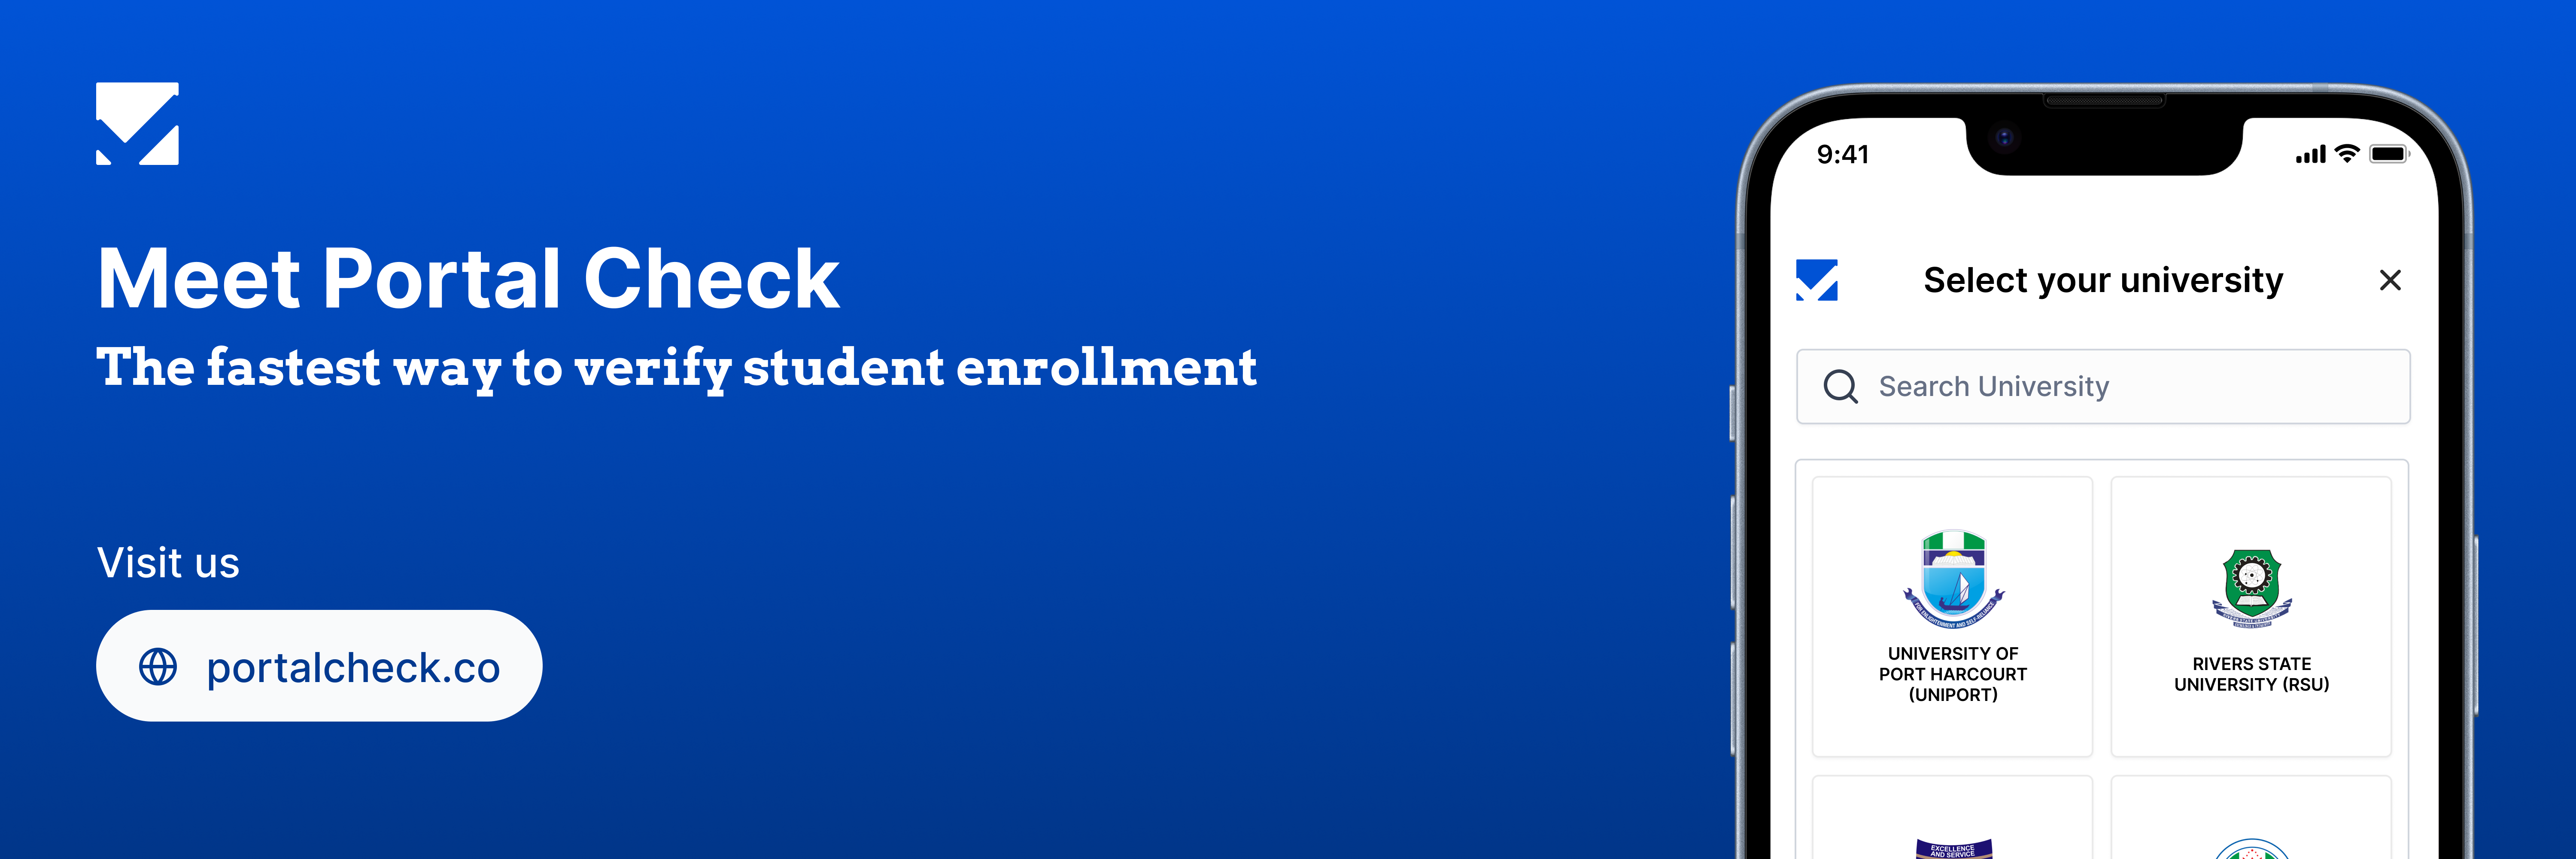 Meet Portal Check
The fastest way to verify student enrollment
Visit us
portalcheck.co
9:41
Select your university
Search University
UNIVERSITY OF
PORT HARCOURT
(UNIPORT)
RIVERS STATE
UNIVERSITY (RSU)
EXCELLENCE
AND SERVICE